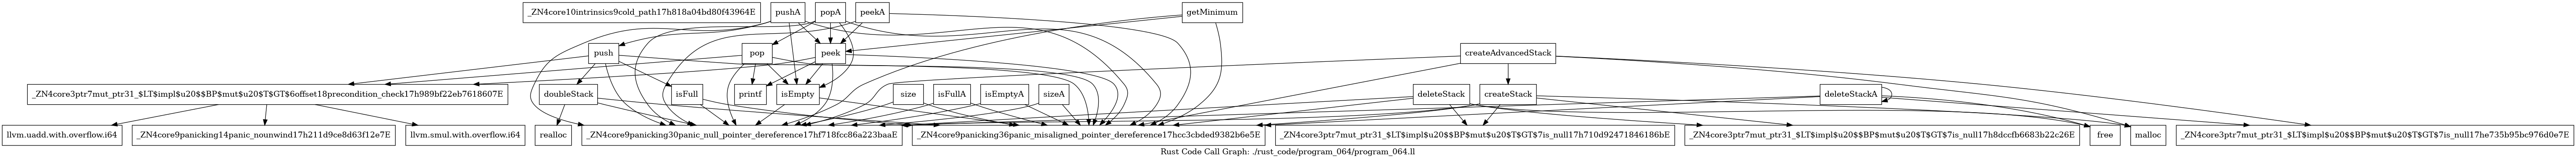 _ZN4core10intrinsics9cold_path17h818a04bd80f43964E
pushA
popA
peekA
getMinimum
push
pop
peek
createAdvancedStack
_ZN4core3ptr7mut_ptr31_$LT$impl$u20$$BP$mut$u20$T$GT$6offset18precondition_check17h989bf22eb7618607E
doubleStack
isFull
printf
isEmpty
size
isFullA
isEmptyA
sizeA
deleteStack
createStack
deleteStackA
llvm.uadd.with.overflow.i64
_ZN4core9panicking14panic_nounwind17h211d9ce8d63f12e7E
llvm.smul.with.overflow.i64
realloc
_ZN4core9panicking30panic_null_pointer_dereference17hf718fcc86a223baaE
_ZN4core9panicking36panic_misaligned_pointer_dereference17hcc3cbded9382b6e5E
_ZN4core3ptr7mut_ptr31_$LT$impl$u20$$BP$mut$u20$T$GT$7is_null17h710d92471846186bE
_ZN4core3ptr7mut_ptr31_$LT$impl$u20$$BP$mut$u20$T$GT$7is_null17h8dccfb6683b22c26E
free
malloc
_ZN4core3ptr7mut_ptr31_$LT$impl$u20$$BP$mut$u20$T$GT$7is_null17he735b95bc976d0e7E
Rust Code Call Graph: ./rust_code/program_064/program_064.ll